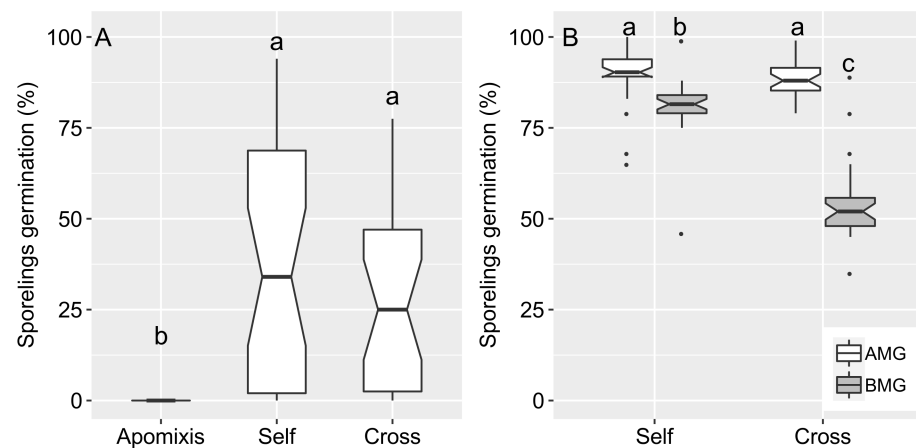 A
Sporelings germination (%)
100
75
50
25
0
b
a
a
Apomixis Self Cross
B
Sporelings germination (%)
100
75
50
25
0
a b a c
AMG
BMG
Self Cross